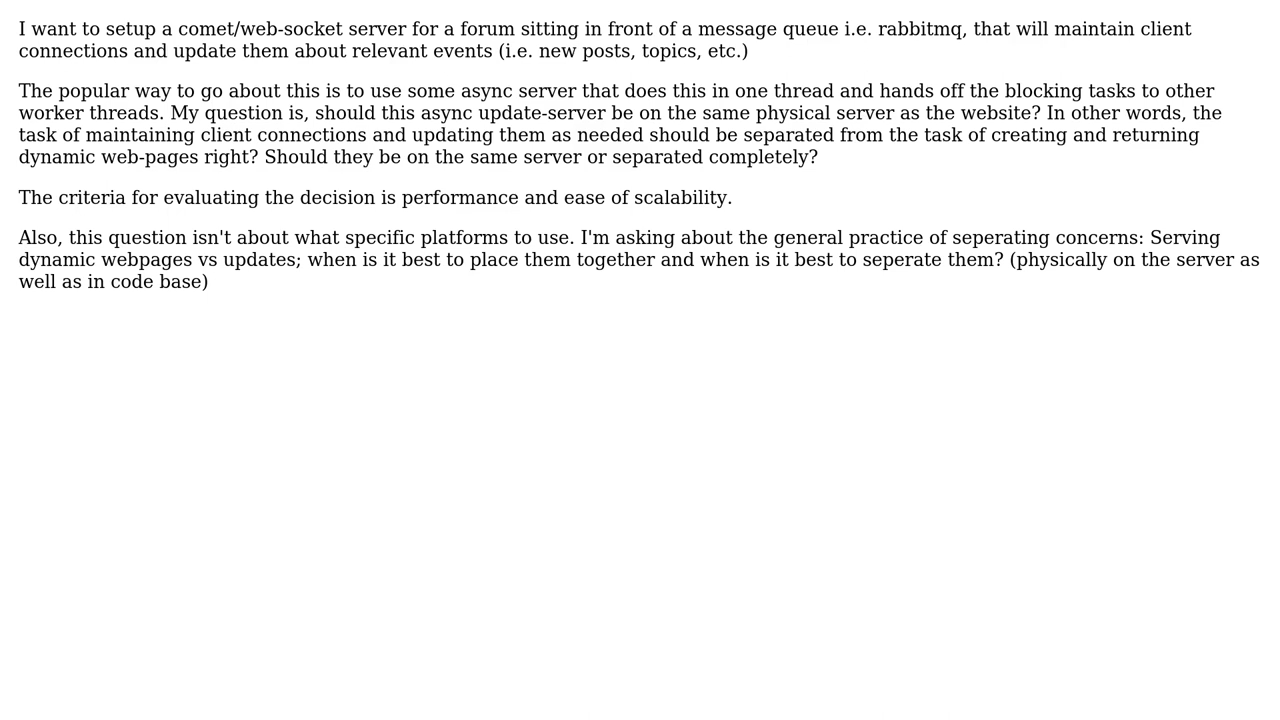 I want to setup a comet/web-socket server for a forum sitting in front of a message queue i.e. rabbitmq, that will maintain client
connections and update them about relevant events (i.e. new posts, topics, etc.)
The popular way to go about this is to use some async server that does this in one thread and hands off the blocking tasks to other
worker threads. My question is, should this async update-server be on the same physical server as the website? In other words, the
task of maintaining client connections and updating them as needed should be separated from the task of creating and returning
dynamic web-pages right? Should they be on the same server or separated completely?
The criteria for evaluating the decision is performance and ease of scalability.
Also, this question isn't about what specific platforms to use. I'm asking about the general practice of seperating concerns: Serving
dynamic webpages vs updates; when is it best to place them together and when is it best to seperate them? (physically on the server as
well as in code base)